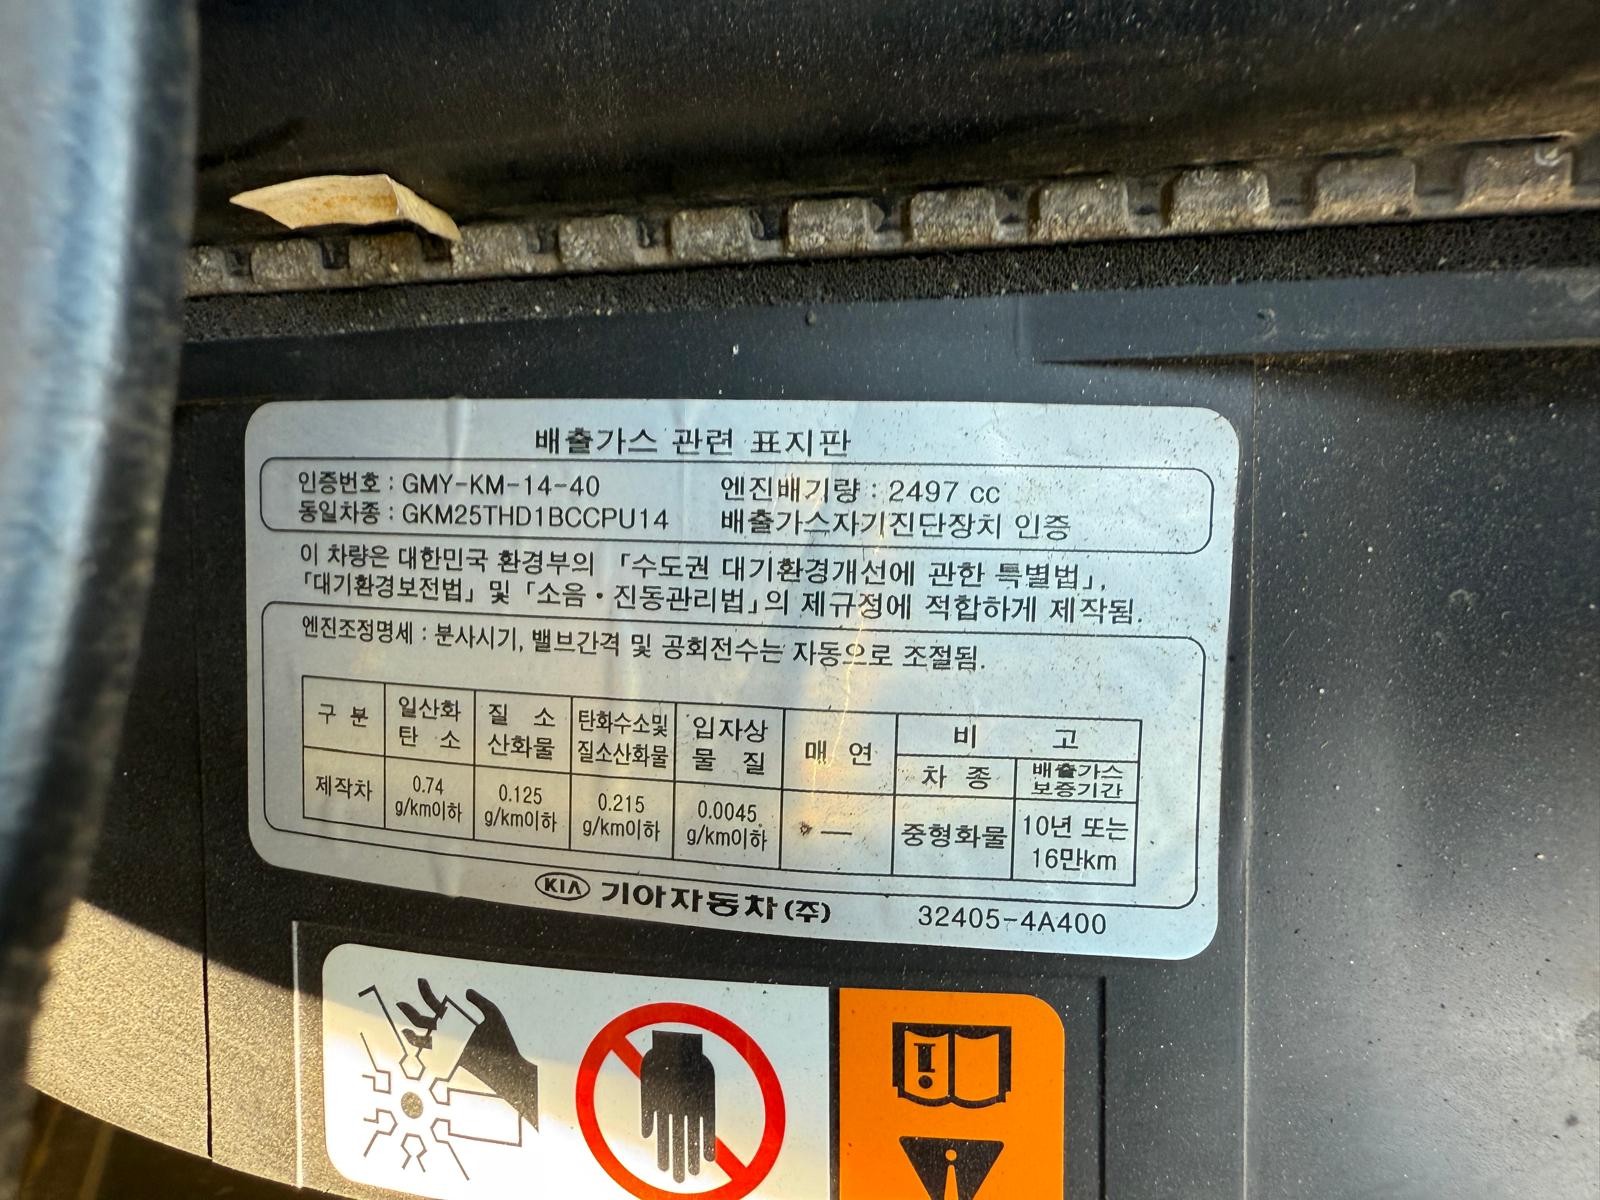 배출가스 관련 표지판
인증번호 : GMY-KM-14-40 엔진배기량 : 2497 cc
동일차종 : GKM25THD1BCCPU14 배출가스자기진단장치 인증
이 차량은 대한민국 환경부의 「수도권 대기환경개선에 관한 특별법」,
「대기환경보전법」 및 「소음・진동관리법」의 제규정에 적합하게 제작됨.
엔진조정명세 : 분사시기, 밸브간격 및 공회전수는 자동으로 조절됨.
구 분 일산화 탄 소 질 소 산화물 탄화수소및 질소산화물 입자상 물 질 매 연 비 고
차 종 배출가스 보증기간
제작차 0.74 g/km이하 0.125 g/km이하 0.215 g/km이하 0.0045 g/km이하 — 중형화물 10년 또는 16만km
KIA 기아자동차(주) 32405-4A400